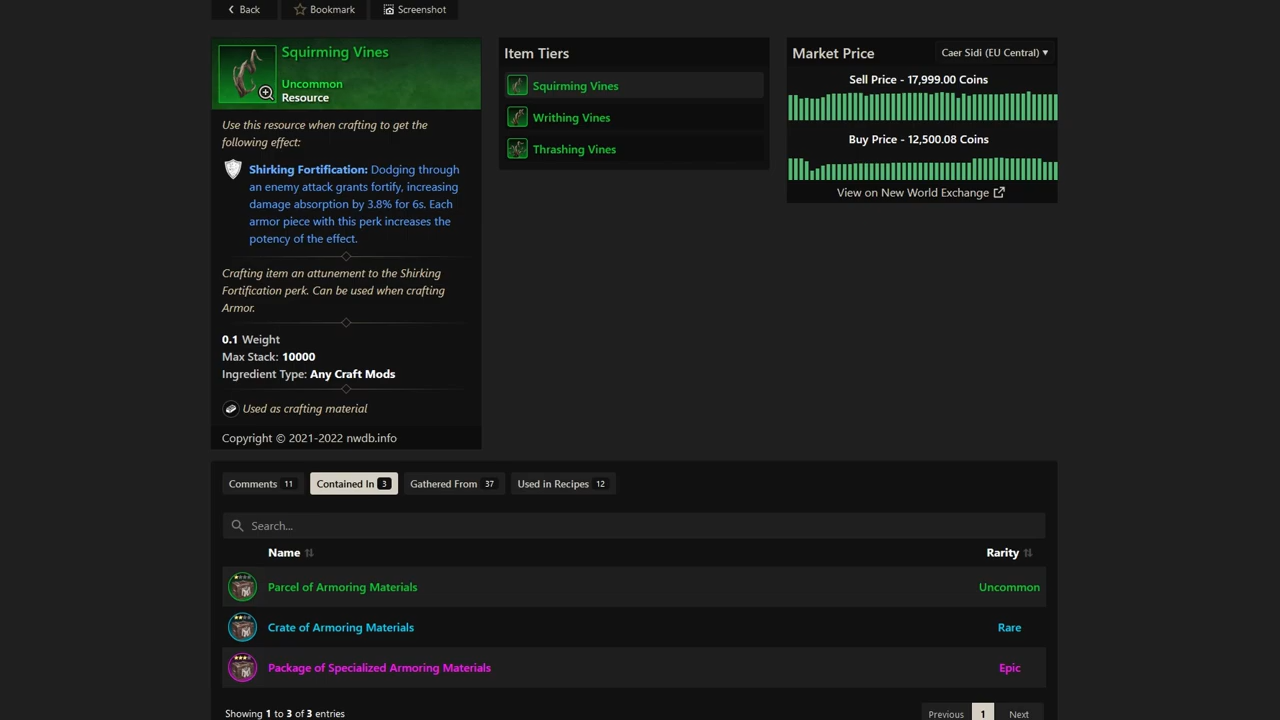 Back
Bookmark
Screenshot
Squirming Vines
Uncommon
Resource
Use this resource when crafting to get the
following effect:
Shirking Fortification: Dodging through
an enemy attack grants fortify, increasing
damage absorption by 3.8% for 6s. Each
armor piece with this perk increases the
potency of the effect.
Crafting item an attunement to the Shirking
Fortification perk. Can be used when crafting
Armor.
0.1 Weight
Max Stack: 10000
Ingredient Type: Any Craft Mods
Used as crafting material
Copyright © 2021-2022 nwdb.info
Item Tiers
Squirming Vines
Writhing Vines
Thrashing Vines
Market Price
Caer Sidi (EU Central) ▾
Sell Price - 17,999.00 Coins
Buy Price - 12,500.08 Coins
View on New World Exchange
Comments 11
Contained In 3
Gathered From 37
Used in Recipes 12
Search...
Name
Rarity
Parcel of Armoring Materials
Uncommon
Crate of Armoring Materials
Rare
Package of Specialized Armoring Materials
Epic
Showing 1 to 3 of 3 entries
Previous
1
Next